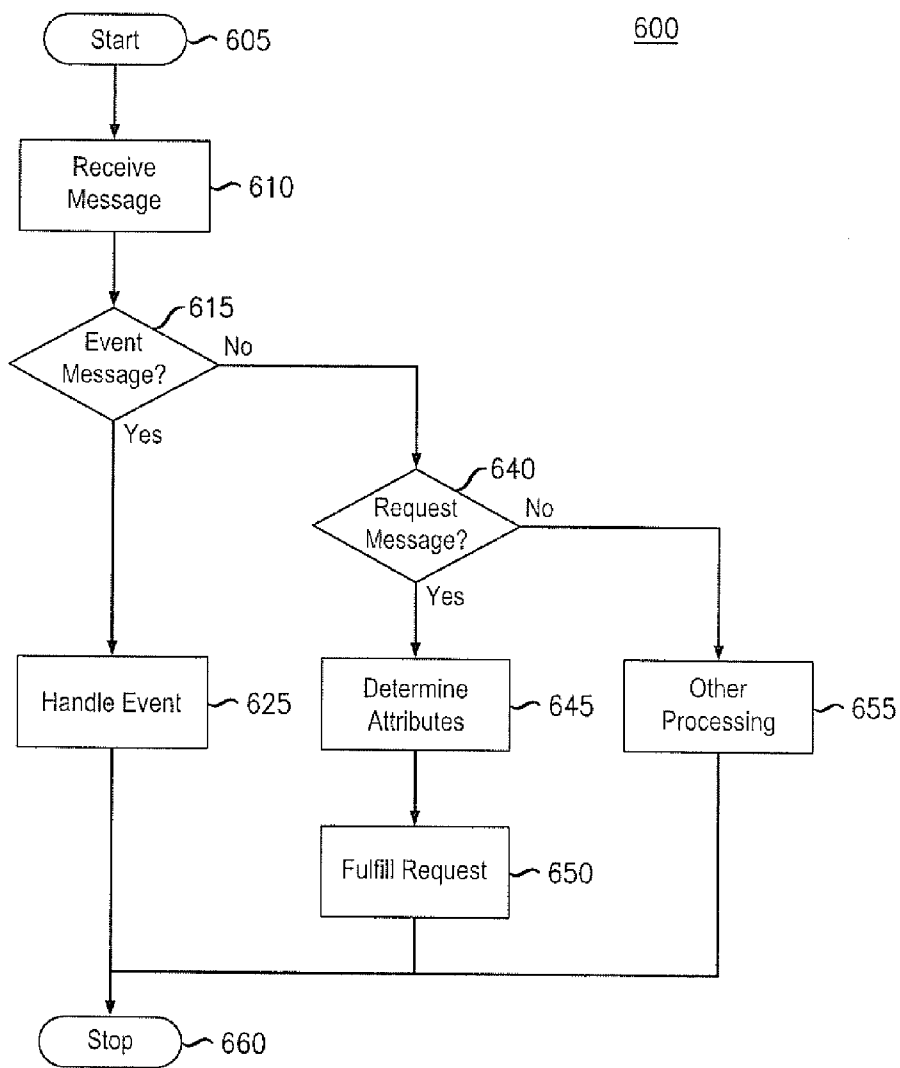 600
Start
605
Receive
Message
610
615
Event
Message?
No
Yes
640
Request
Message?
No
Yes
Handle Event
625
Determine
Attributes
645
Other
Processing
655
Fulfill Request
650
Stop
660